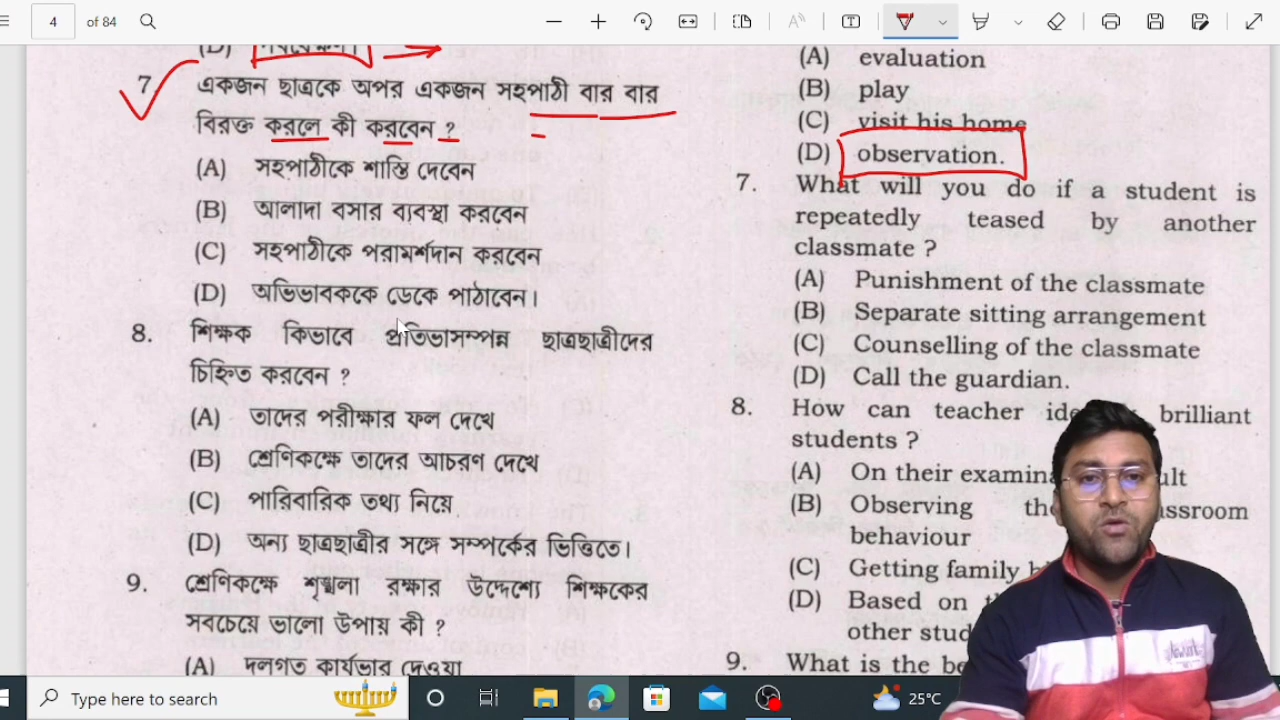 4 of 84
(D)
7. একজন ছাত্রকে অপর একজন সহপাঠী বার বার
বিরক্ত করলে কী করবেন ?
(A) সহপাঠীকে শাস্তি দেবেন
(B) আলাদা বসার ব্যবস্থা করবেন
(C) সহপাঠীকে পরামর্শদান করবেন
(D) অভিভাবককে ডেকে পাঠাবেন।
8. শিক্ষক কিভাবে প্রতিভাসম্পন্ন ছাত্রছাত্রীদের
চিহ্নিত করবেন ?
(A) তাদের পরীক্ষার ফল দেখে
(B) শ্রেণিকক্ষে তাদের আচরণ দেখে
(C) পারিবারিক তথ্য নিয়ে
(D) অন্য ছাত্রছাত্রীর সঙ্গে সম্পর্কের ভিত্তিতে।
9. শ্রেণিকক্ষে শৃঙ্খলা রক্ষার উদ্দেশ্যে শিক্ষকের
সবচেয়ে ভালো উপায় কী ?
(A) দলগত কার্যভার দেওয়া
(A) evaluation
(B) play
(C) visit his home
(D) observation.
7. What will you do if a student is
repeatedly teased by another
classmate ?
(A) Punishment of the classmate
(B) Separate sitting arrangement
(C) Counselling of the classmate
(D) Call the guardian.
8. How can teacher brilliant
students ?
(A) On their
(B) Observing
behaviour
(C) Getting family
(D) Based on
other
9. What is the
Type here to search
25°C